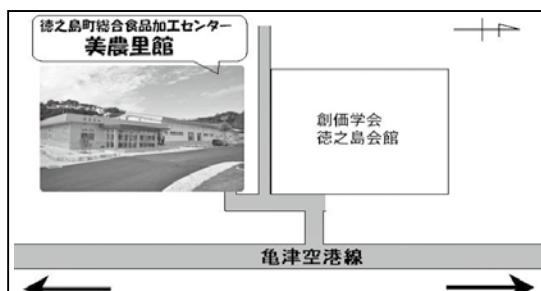 徳之島町総合食品加工センター
美農里館
創価学会
徳之島会館
亀津空港線